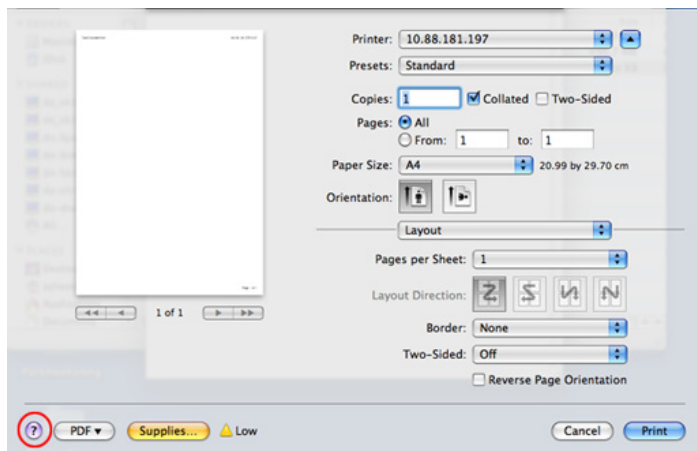 Printer: 10.88.181.197
Presets: Standard
Copies: 1 Collated Two-Sided
Pages: All
From: 1 to: 1
Paper Size: A4 20.99 by 29.70 cm
Orientation:
Layout
Pages per Sheet: 1
Layout Direction:
Border: None
Two-Sided: Off
Reverse Page Orientation
1 of 1
? PDF▼ Supplies... Low Cancel Print